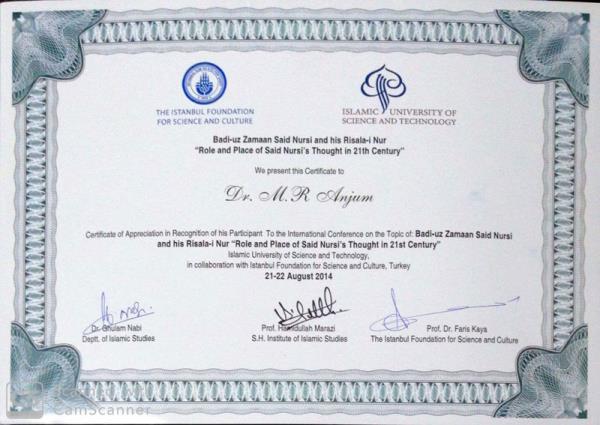 THE ISTANBUL FOUNDATION
FOR SCIENCE AND CULTURE
ISLAMIC UNIVERSITY OF
SCIENCE AND TECHNOLOGY
Badi-uz Zamaan Said Nursi and his Risala-i Nur
"Role and Place of Said Nursi's Thought in 21th Century"
We present this Certificate to
Dr. M.R Anjum
Certificate of Appreciation in Recognition of his Participant To the International Conference on the Topic of: Badi-uz Zamaan Said Nursi
and his Risala-i Nur "Role and Place of Said Nursi's Thought in 21st Century"
Islamic University of Science and Technology,
in collaboration with Istanbul Foundation for Science and Culture, Turkey
21-22 August 2014
Dr. Ghulam Nabi
Deptt. of Islamic Studies
Prof. Hamidullah Marazi
S.H. Institute of Islamic Studies
Prof. Dr. Faris Kaya
The Istanbul Foundation for Science and Culture
CamScanner